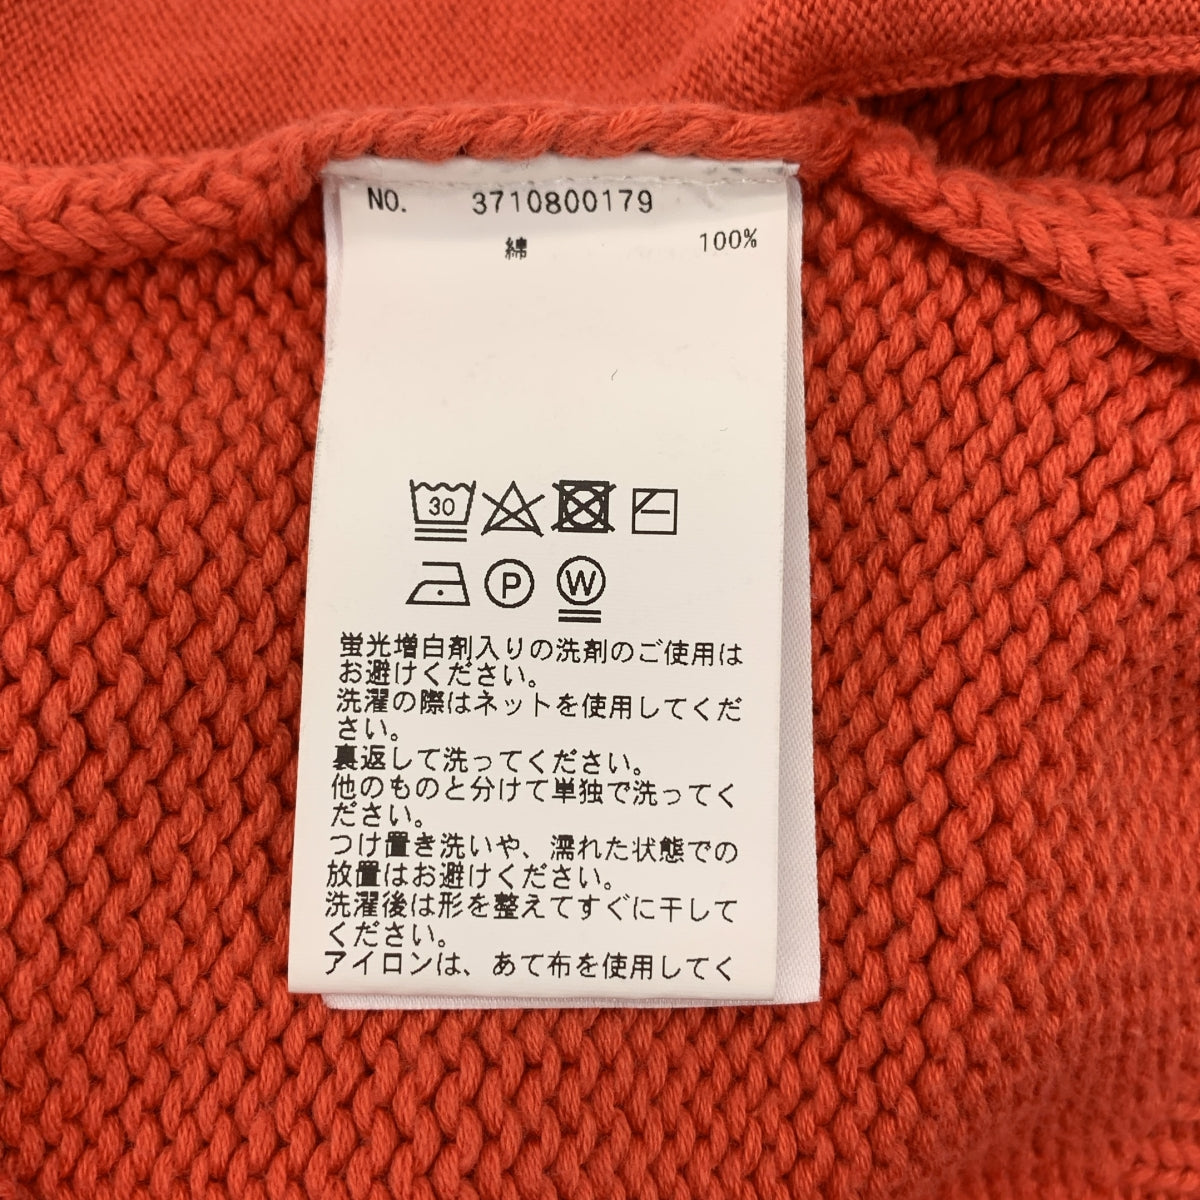 NO. 3710800179
綿 100%
30
P W
蛍光増白剤入りの洗剤のご使用は
お避けください。
洗濯の際はネットを使用してくだ
さい。
裏返して洗ってください。
他のものと分けて単独で洗ってく
ださい。
つけ置き洗いや、濡れた状態での
放置はお避けください。
洗濯後は形を整えてすぐに干して
ください。
アイロンは、あて布を使用してく